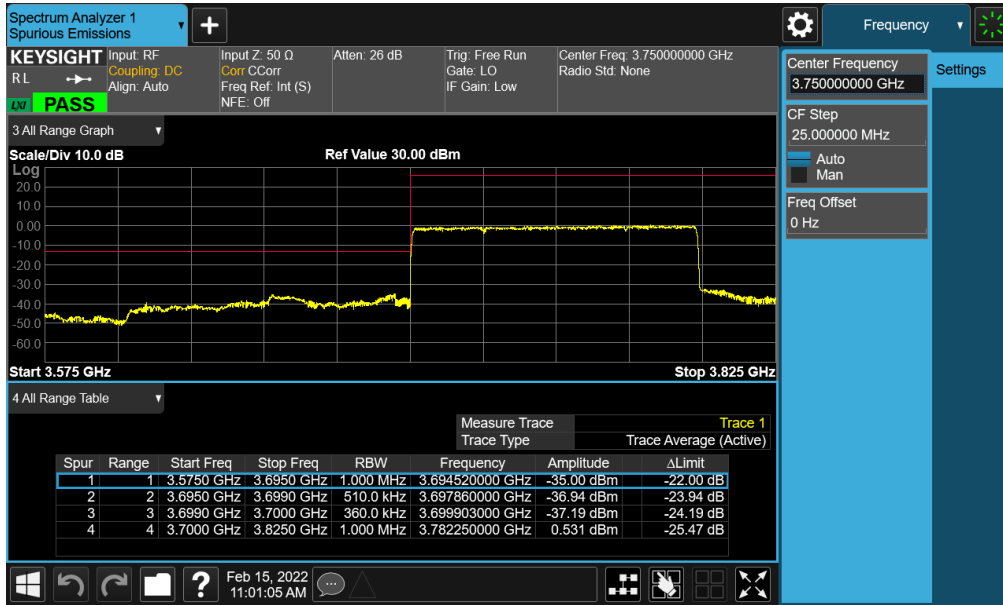 Spectrum Analyzer 1
Spurious Emissions
+
Frequency
KEYSIGHT
RL
LXI PASS
Input: RF
Coupling: DC
Align: Auto
Input Z: 50 Ω
Corr CCorr
Freq Ref: Int (S)
NFE: Off
Atten: 26 dB
Trig: Free Run
Gate: LO
IF Gain: Low
Center Freq: 3.750000000 GHz
Radio Std: None
Center Frequency
3.750000000 GHz
Settings
CF Step
25.000000 MHz
Auto
Man
Freq Offset
0 Hz
3 All Range Graph
Scale/Div 10.0 dB Ref Value 30.00 dBm
Log
20.0
10.0
0.00
-10.0
-20.0
-30.0
-40.0
-50.0
-60.0
Start 3.575 GHz Stop 3.825 GHz
4 All Range Table
Measure Trace Trace 1
Trace Type Trace Average (Active)
Spur Range Start Freq Stop Freq RBW Frequency Amplitude ΔLimit
1 1 3.5750 GHz 3.6950 GHz 1.000 MHz 3.694520000 GHz -35.00 dBm -22.00 dB
2 2 3.6950 GHz 3.6990 GHz 510.0 kHz 3.697860000 GHz -36.94 dBm -23.94 dB
3 3 3.6990 GHz 3.7000 GHz 360.0 kHz 3.699903000 GHz -37.19 dBm -24.19 dB
4 4 3.7000 GHz 3.8250 GHz 1.000 MHz 3.782250000 GHz 0.531 dBm -25.47 dB
?
Feb 15, 2022
11:01:05 AM